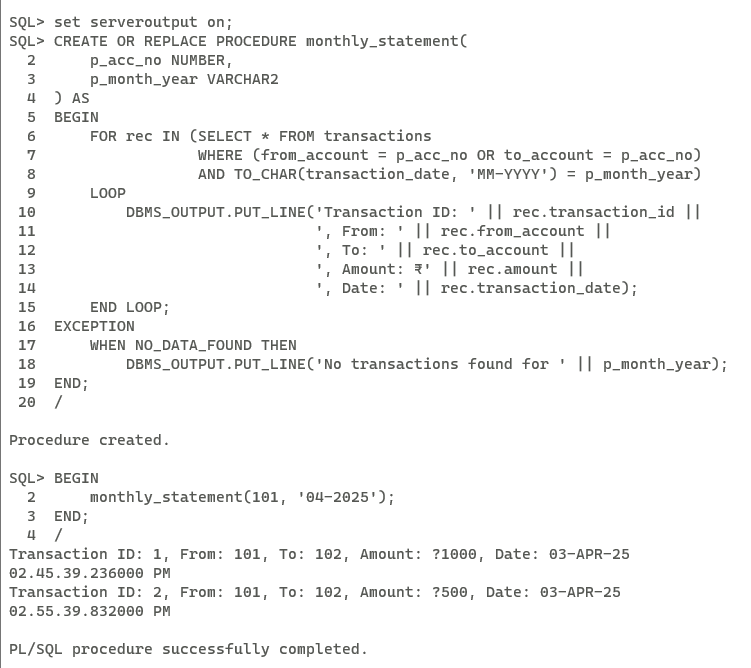 SQL> set serveroutput on;
SQL> CREATE OR REPLACE PROCEDURE monthly_statement(
  2      p_acc_no NUMBER,
  3      p_month_year VARCHAR2
  4  ) AS
  5  BEGIN
  6      FOR rec IN (SELECT * FROM transactions
  7                  WHERE (from_account = p_acc_no OR to_account = p_acc_no)
  8                  AND TO_CHAR(transaction_date, 'MM-YYYY') = p_month_year)
  9      LOOP
 10          DBMS_OUTPUT.PUT_LINE('Transaction ID: ' || rec.transaction_id ||
 11                               ', From: ' || rec.from_account ||
 12                               ', To: ' || rec.to_account ||
 13                               ', Amount: ₹' || rec.amount ||
 14                               ', Date: ' || rec.transaction_date);
 15      END LOOP;
 16  EXCEPTION
 17      WHEN NO_DATA_FOUND THEN
 18          DBMS_OUTPUT.PUT_LINE('No transactions found for ' || p_month_year);
 19  END;
 20  /
Procedure created.
SQL> BEGIN
  2      monthly_statement(101, '04-2025');
  3  END;
  4  /
Transaction ID: 1, From: 101, To: 102, Amount: ?1000, Date: 03-APR-25
02.45.39.236000 PM
Transaction ID: 2, From: 101, To: 102, Amount: ?500, Date: 03-APR-25
02.55.39.832000 PM
PL/SQL procedure successfully completed.